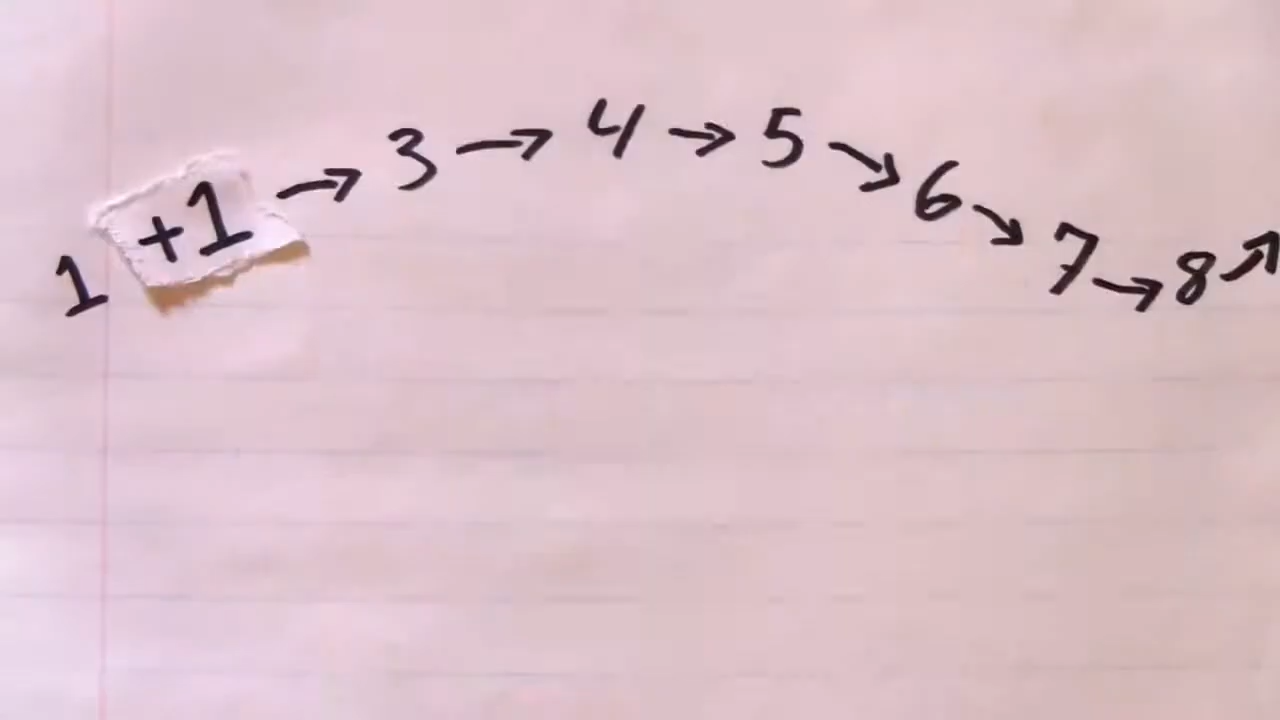 1 +1 → 3 → 4 → 5 → 6 → 7 → 8 ↗